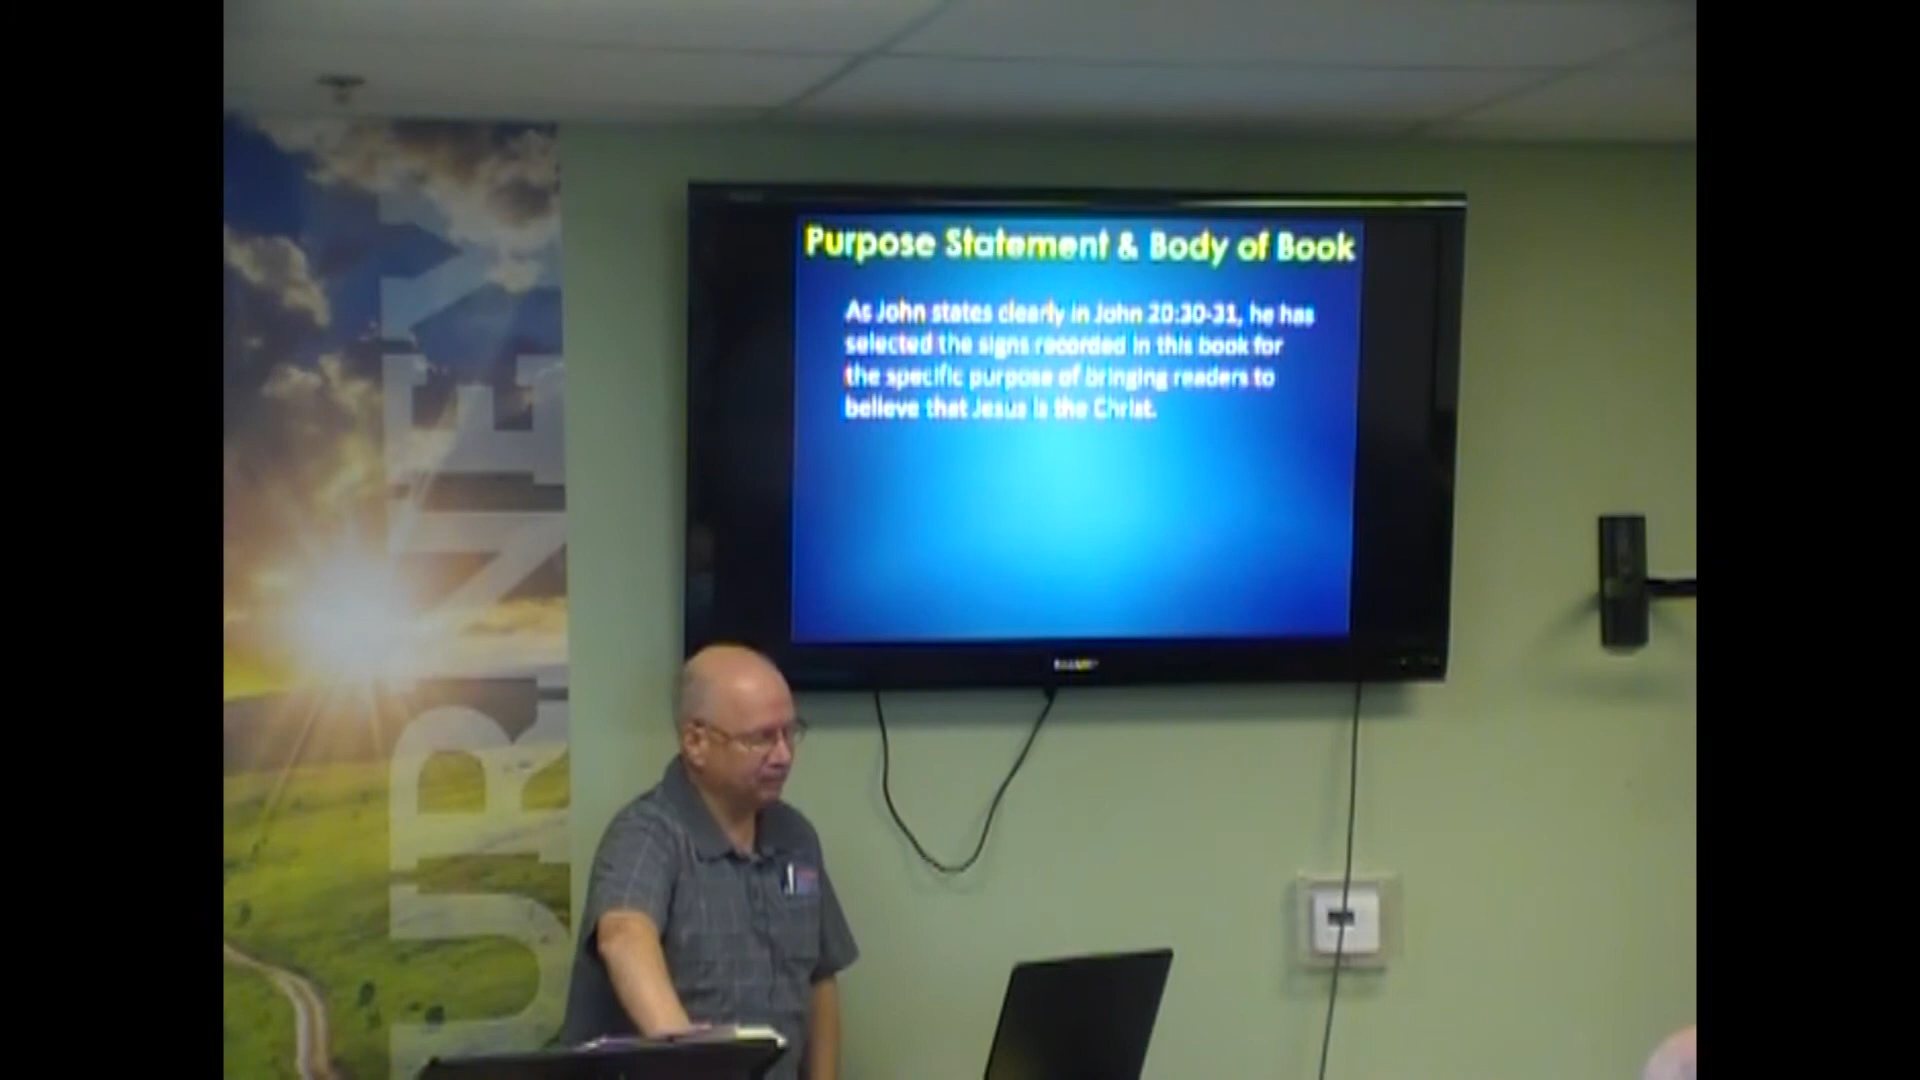 Purpose Statement & Body of Book
As John states clearly in John 20:30-31, he has
selected the signs recorded in this book for
the specific purpose of bringing readers to
believe that Jesus is the Christ.
URNEY